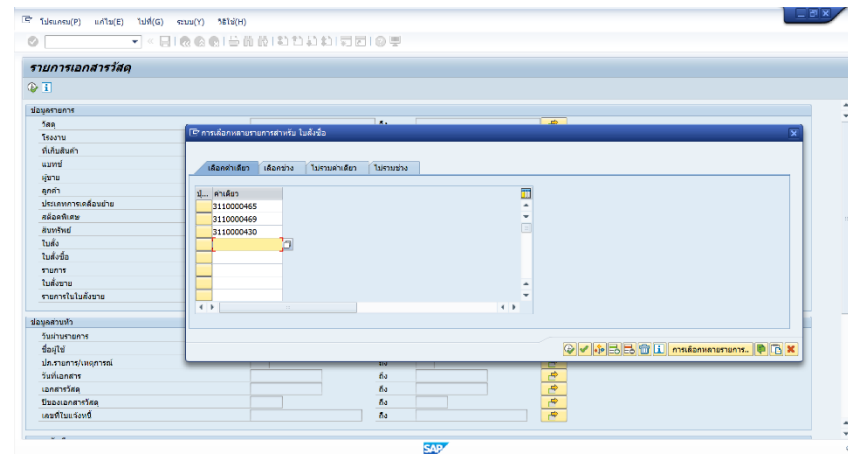 โปรแกรม(P) แก้ไข(E) ไปที่(G) ระบบ(Y) วิธีใช้(H)
รายการเอกสารวัสดุ
ข้อมูลรายการ
วัสดุ
ถึง
โรงงาน
ที่เก็บสินค้า
แบทช์
ผู้ขาย
ลูกค้า
ประเภทการเคลื่อนย้าย
สต็อคพิเศษ
สินทรัพย์
ใบสั่ง
ใบสั่งซื้อ
รายการ
ใบสั่งขาย
รายการในใบสั่งขาย
การเลือกหลายรายการสำหรับ ใบสั่งซื้อ
เลือกค่าเดียว เลือกช่วง ไม่รวมค่าเดียว ไม่รวมช่วง
ป... ค่าเดียว
3110000465
3110000469
3110000430
การเลือกหลายรายการ..
ข้อมูลส่วนหัว
วันผ่านรายการ
ชื่อผู้ใช้
ปภ.รายการ/เหตุการณ์ ถึง
วันที่เอกสาร ถึง
เอกสารวัสดุ ถึง
ปีของเอกสารวัสดุ ถึง
เลขที่ใบแจ้งหนี้ ถึง
SAP